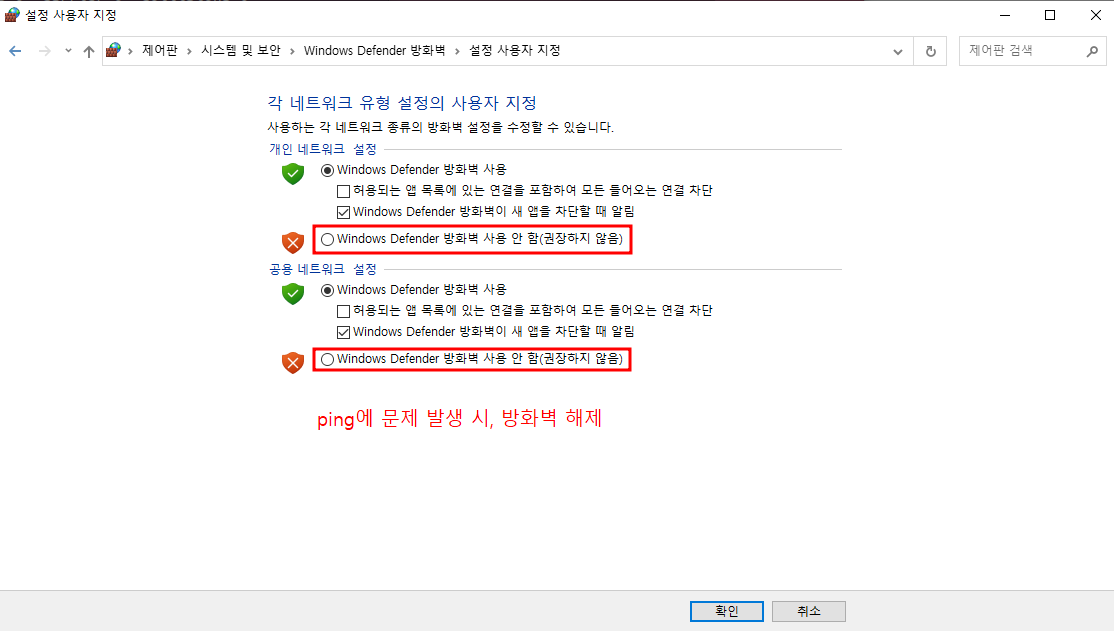 설정 사용자 지정
제어판 > 시스템 및 보안 > Windows Defender 방화벽 > 설정 사용자 지정
제어판 검색
각 네트워크 유형 설정의 사용자 지정
사용하는 각 네트워크 종류의 방화벽 설정을 수정할 수 있습니다.
개인 네트워크 설정
Windows Defender 방화벽 사용
허용되는 앱 목록에 있는 연결을 포함하여 모든 들어오는 연결 차단
Windows Defender 방화벽이 새 앱을 차단할 때 알림
Windows Defender 방화벽 사용 안 함(권장하지 않음)
공용 네트워크 설정
Windows Defender 방화벽 사용
허용되는 앱 목록에 있는 연결을 포함하여 모든 들어오는 연결 차단
Windows Defender 방화벽이 새 앱을 차단할 때 알림
Windows Defender 방화벽 사용 안 함(권장하지 않음)
ping에 문제 발생 시, 방화벽 해제
확인
취소